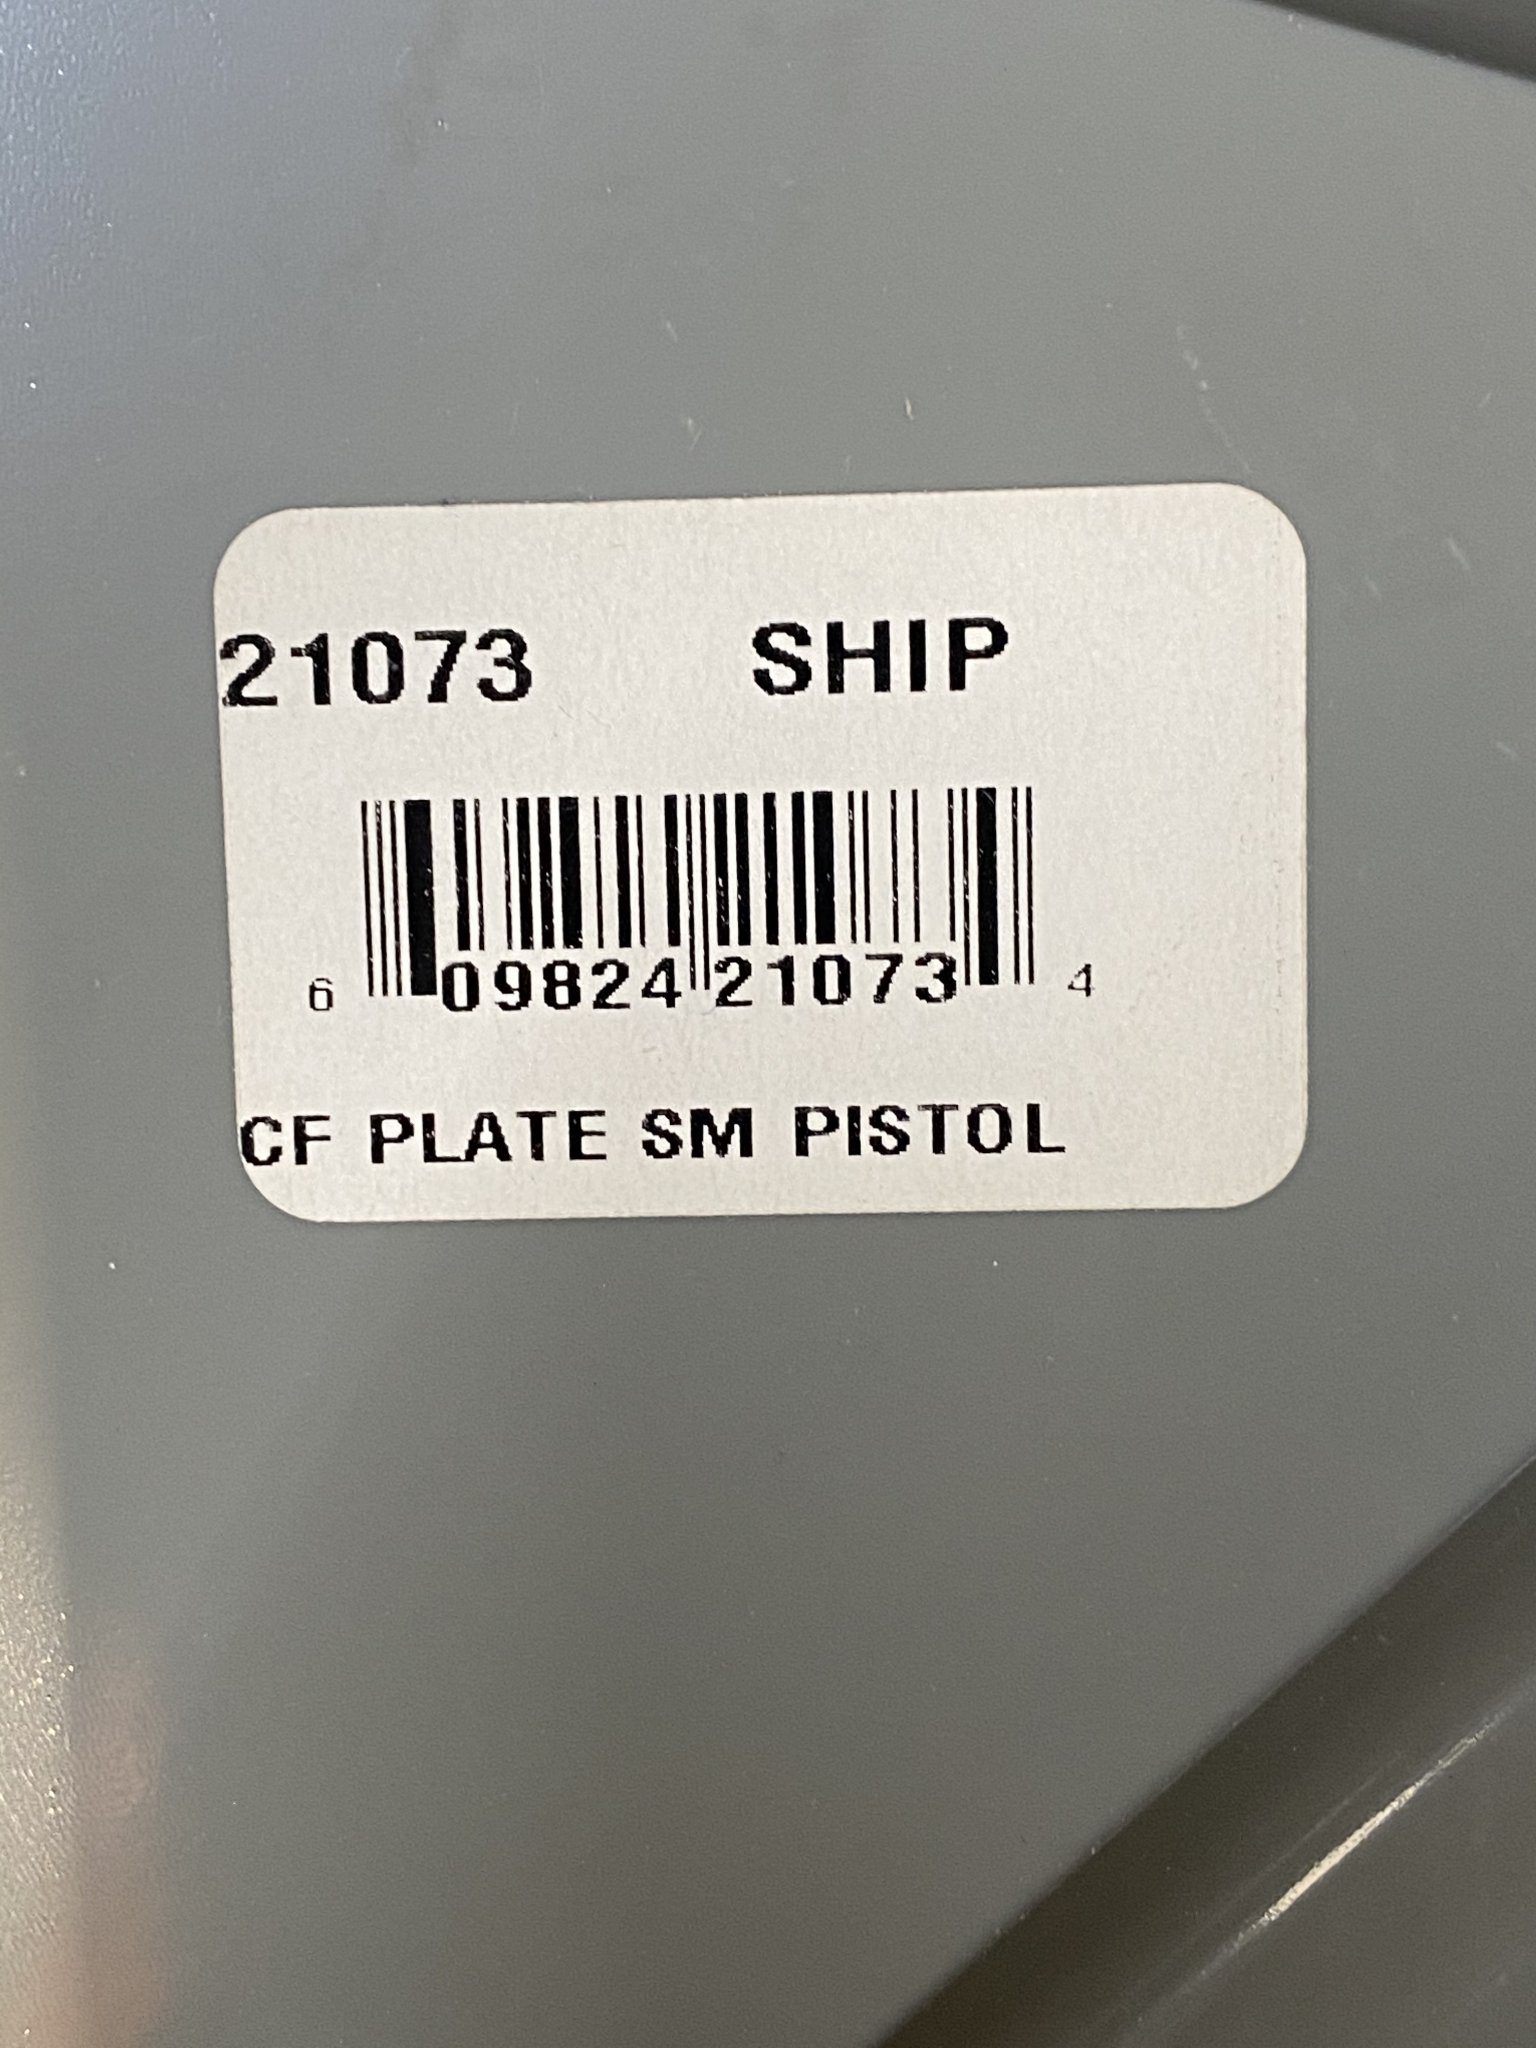 21073 SHIP
6 09824 21073 4
CF PLATE SM PISTOL